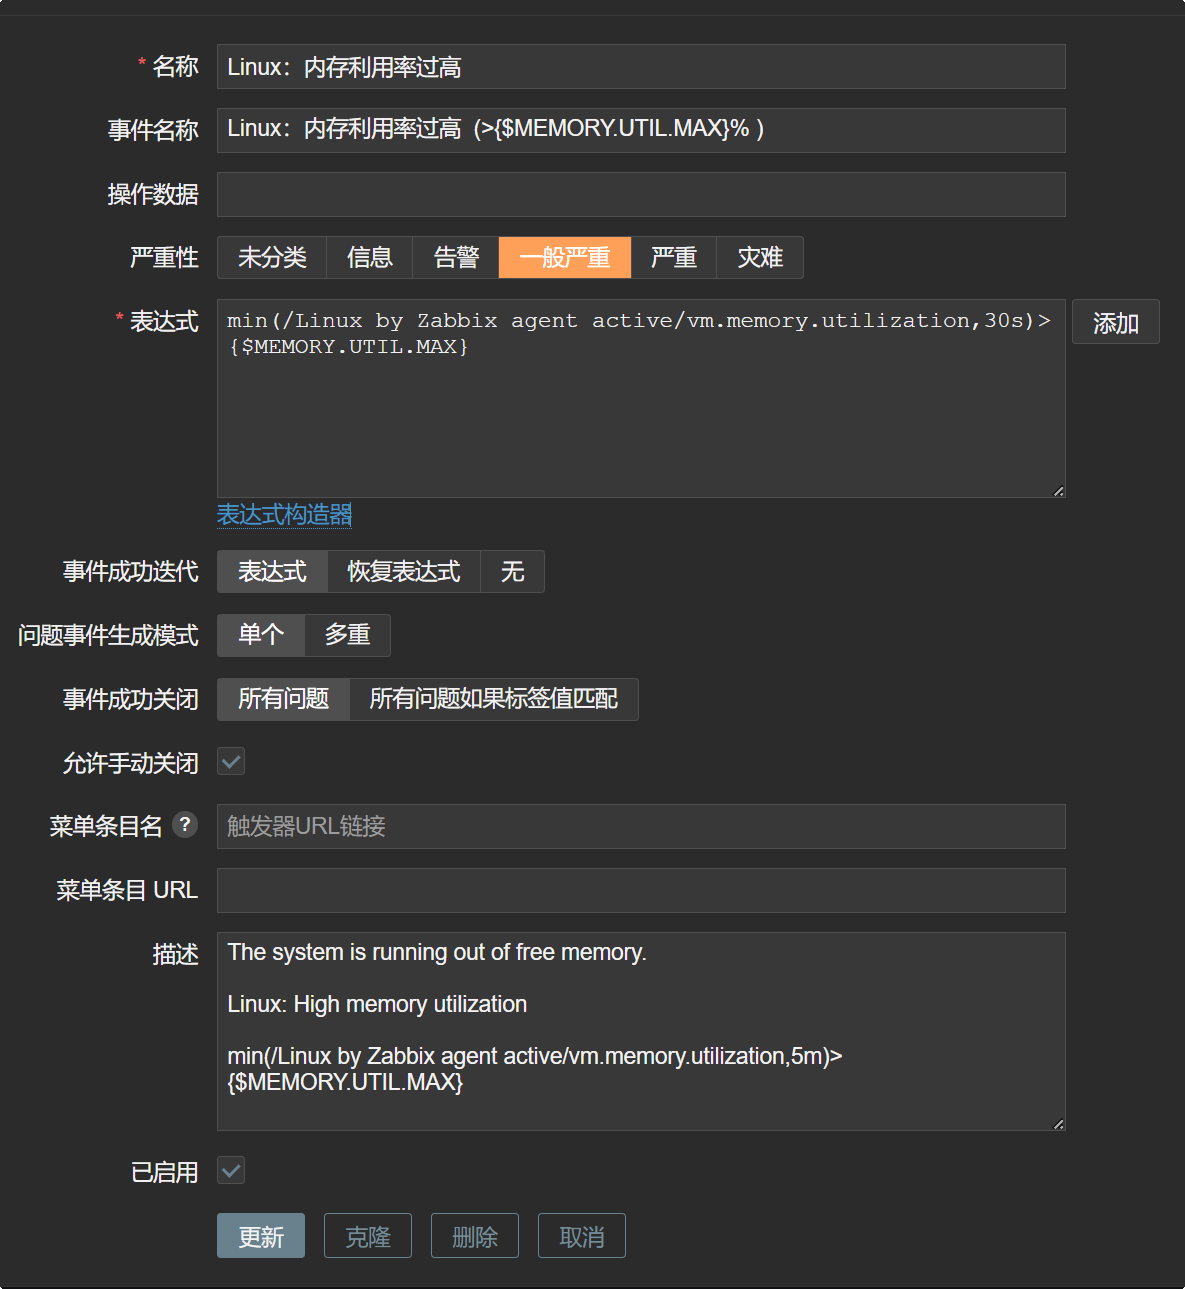 * 名称
Linux：内存利用率过高
事件名称
Linux：内存利用率过高（>{$MEMORY.UTIL.MAX}% ）
操作数据
严重性
未分类 信息 告警 一般严重 严重 灾难
* 表达式
min(/Linux by Zabbix agent active/vm.memory.utilization,30s)>
{$MEMORY.UTIL.MAX}
添加
表达式构造器
事件成功迭代
表达式 恢复表达式 无
问题事件生成模式
单个 多重
事件成功关闭
所有问题 所有问题如果标签值匹配
允许手动关闭
菜单条目名 ?
触发器URL链接
菜单条目 URL
描述
The system is running out of free memory.
Linux: High memory utilization
min(/Linux by Zabbix agent active/vm.memory.utilization,5m)>
{$MEMORY.UTIL.MAX}
已启用
更新 克隆 删除 取消